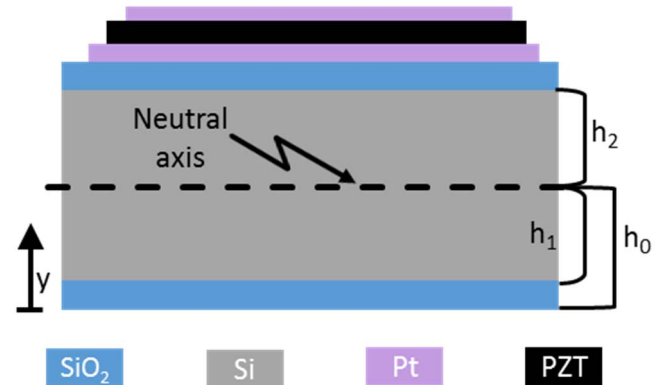 Neutral
axis
h₂
h₁
h₀
y
SiO₂ Si Pt PZT